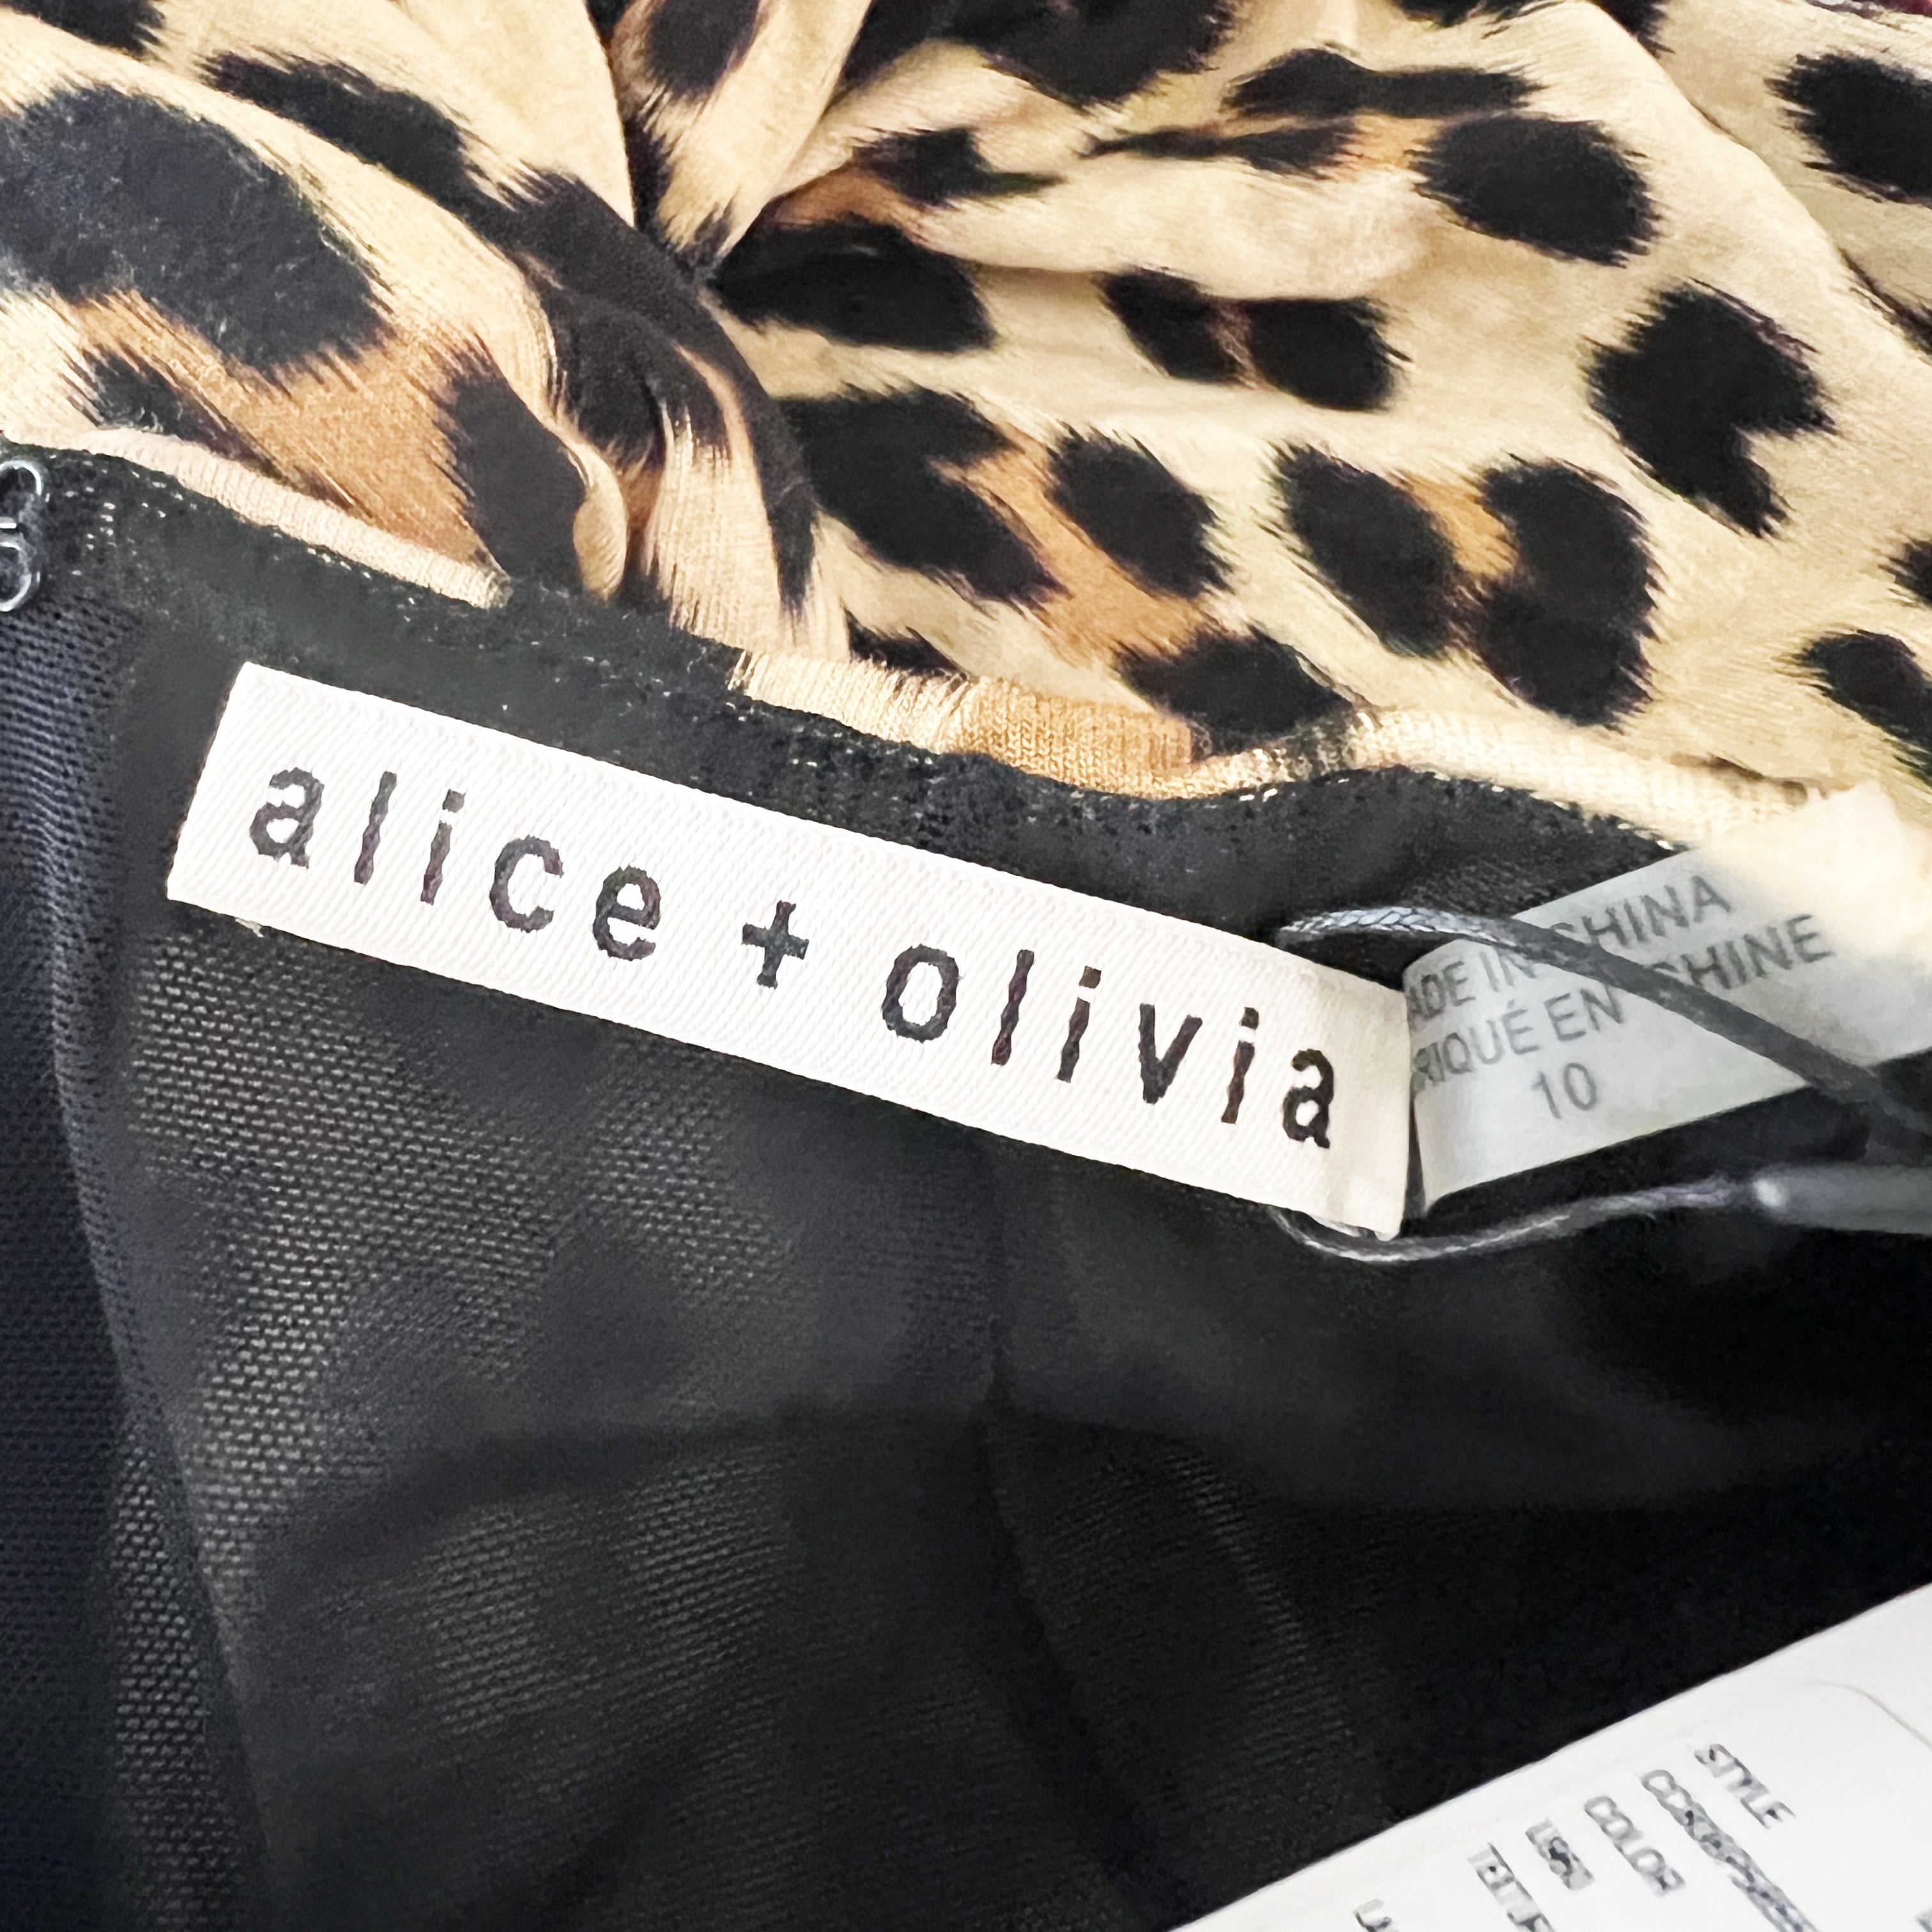 alice + olivia
ADE IN CHINA
RIQUÉ EN CHINE
10
STYLE
COLOR